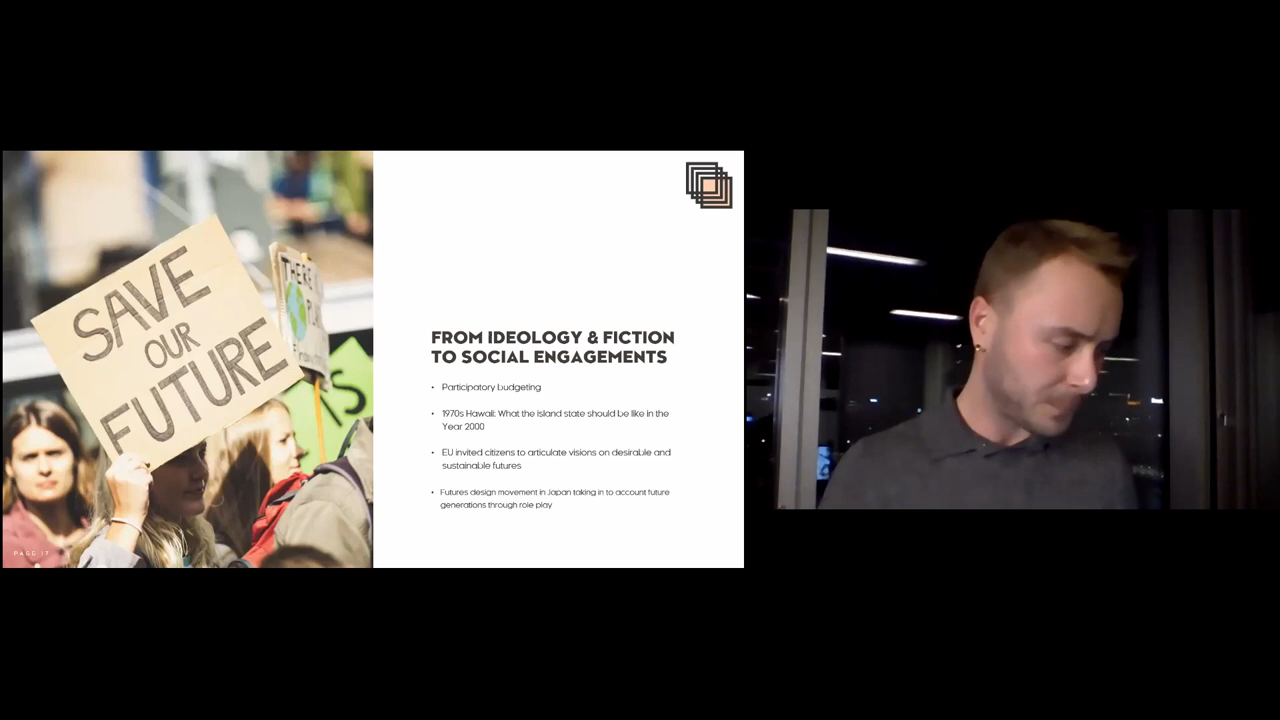 SAVE
OUR
FUTURE
THERE
IS
PAGE 17
FROM IDEOLOGY & FICTION
TO SOCIAL ENGAGEMENTS
• Participatory budgeting
• 1970s Hawaii: What the island state should be like in the
Year 2000
• EU invited citizens to articulate visions on desirable and
sustainable futures
• Futures design movement in Japan taking in to account future
generations through role play